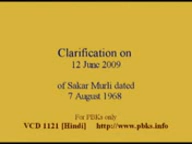 Clarification on
12 June 2009
of Sakar Murli dated
7 August 1968
For PBKs only
VCD 1121 [Hindi] http://www.pbks.info